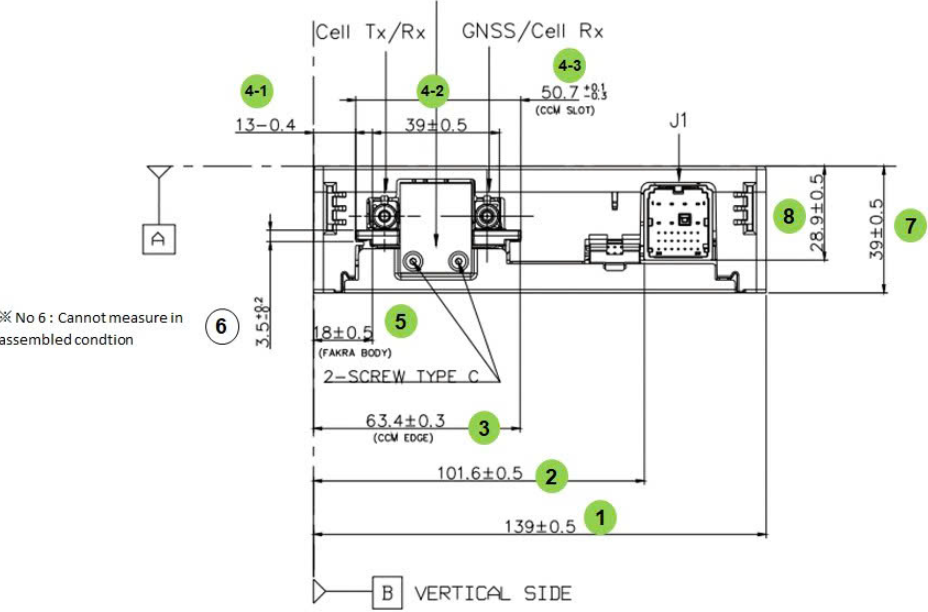 Cell Tx/Rx GNSS/Cell Rx
4-3
4-1 4-2 50.7 +0.1 -0.3
(CCM SLOT)
13-0.4 39±0.5 J1
A
8 28.9±0.5 39±0.5 7
※ No 6 : Cannot measure in
assembled condtion
6 3.5 +0.2 -0
18±0.5 5
(FAKRA BODY)
2-SCREW TYPE C
63.4±0.3 3
(CCM EDGE)
101.6±0.5 2
139±0.5 1
B VERTICAL SIDE